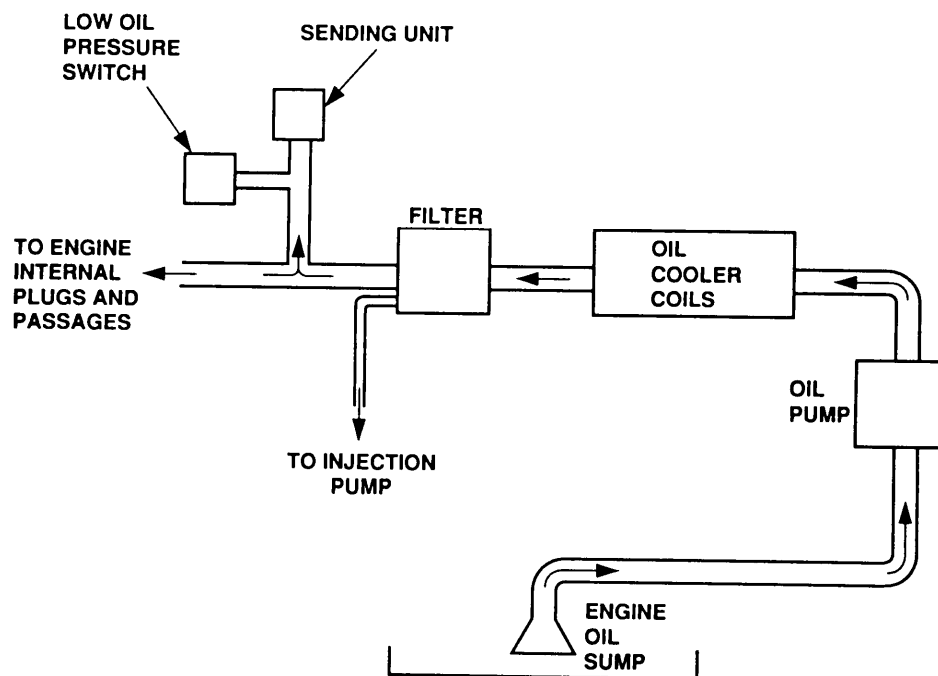 LOW OIL
PRESSURE
SWITCH
SENDING UNIT
FILTER
OIL
COOLER
COILS
TO ENGINE
INTERNAL
PLUGS AND
PASSAGES
OIL
PUMP
TO INJECTION
PUMP
ENGINE
OIL
SUMP